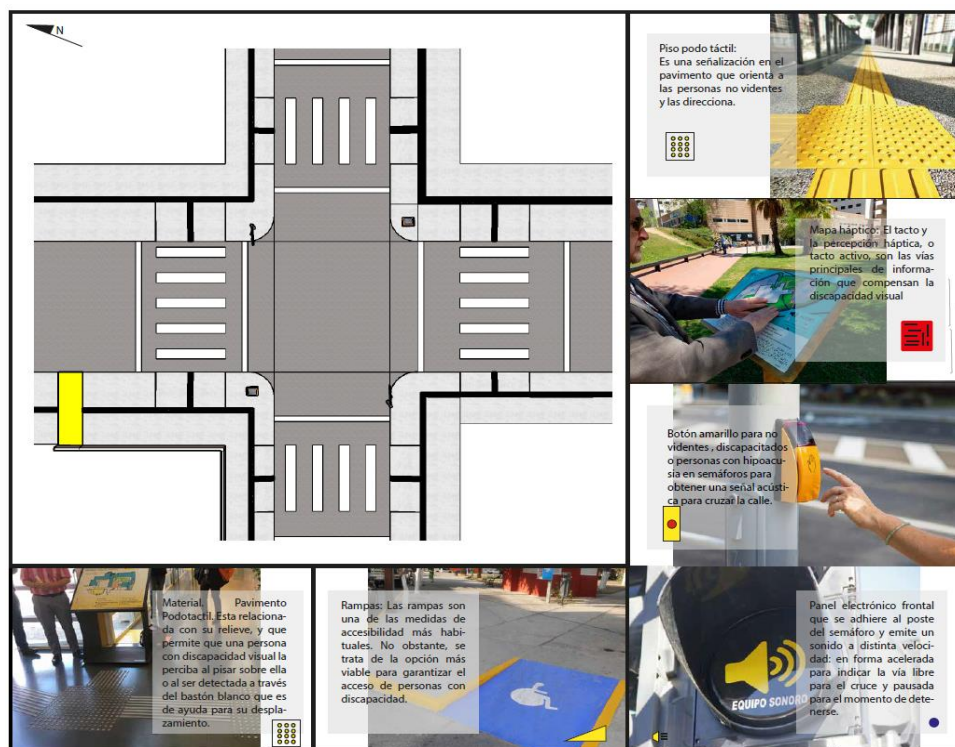 N
Piso podo táctil:
Es una señalización en el
pavimento que orienta a
las personas no videntes
y las direcciona.
Mapa háptico: El tacto y
la percepción háptica, o
tacto activo, son las vías
principales de informa-
ción que compensan la
discapacidad visual
Botón amarillo para no
videntes , discapacitados
o personas con hipoacu-
sia en semáforos para
obtener una señal acústi-
ca para cruzar la calle.
Material. Pavimento
Podotactil. Esta relaciona-
da con su relieve, y que
permite que una persona
con discapacidad visual la
perciba al pisar sobre ella
o al ser detectada a través
del bastón blanco que es
de ayuda para su despla-
zamiento.
Rampas: Las rampas son
una de las medidas de
accesibilidad más habi-
tuales. No obstante, se
trata de la opción más
viable para garantizar el
acceso de personas con
discapacidad.
Panel electrónico frontal
que se adhiere al poste
del semáforo y emite un
sonido a distinta veloci-
dad: en forma acelerada
para indicar la vía libre
para el cruce y pausada
para el momento de dete-
nerse.
EQUIPO SONORO